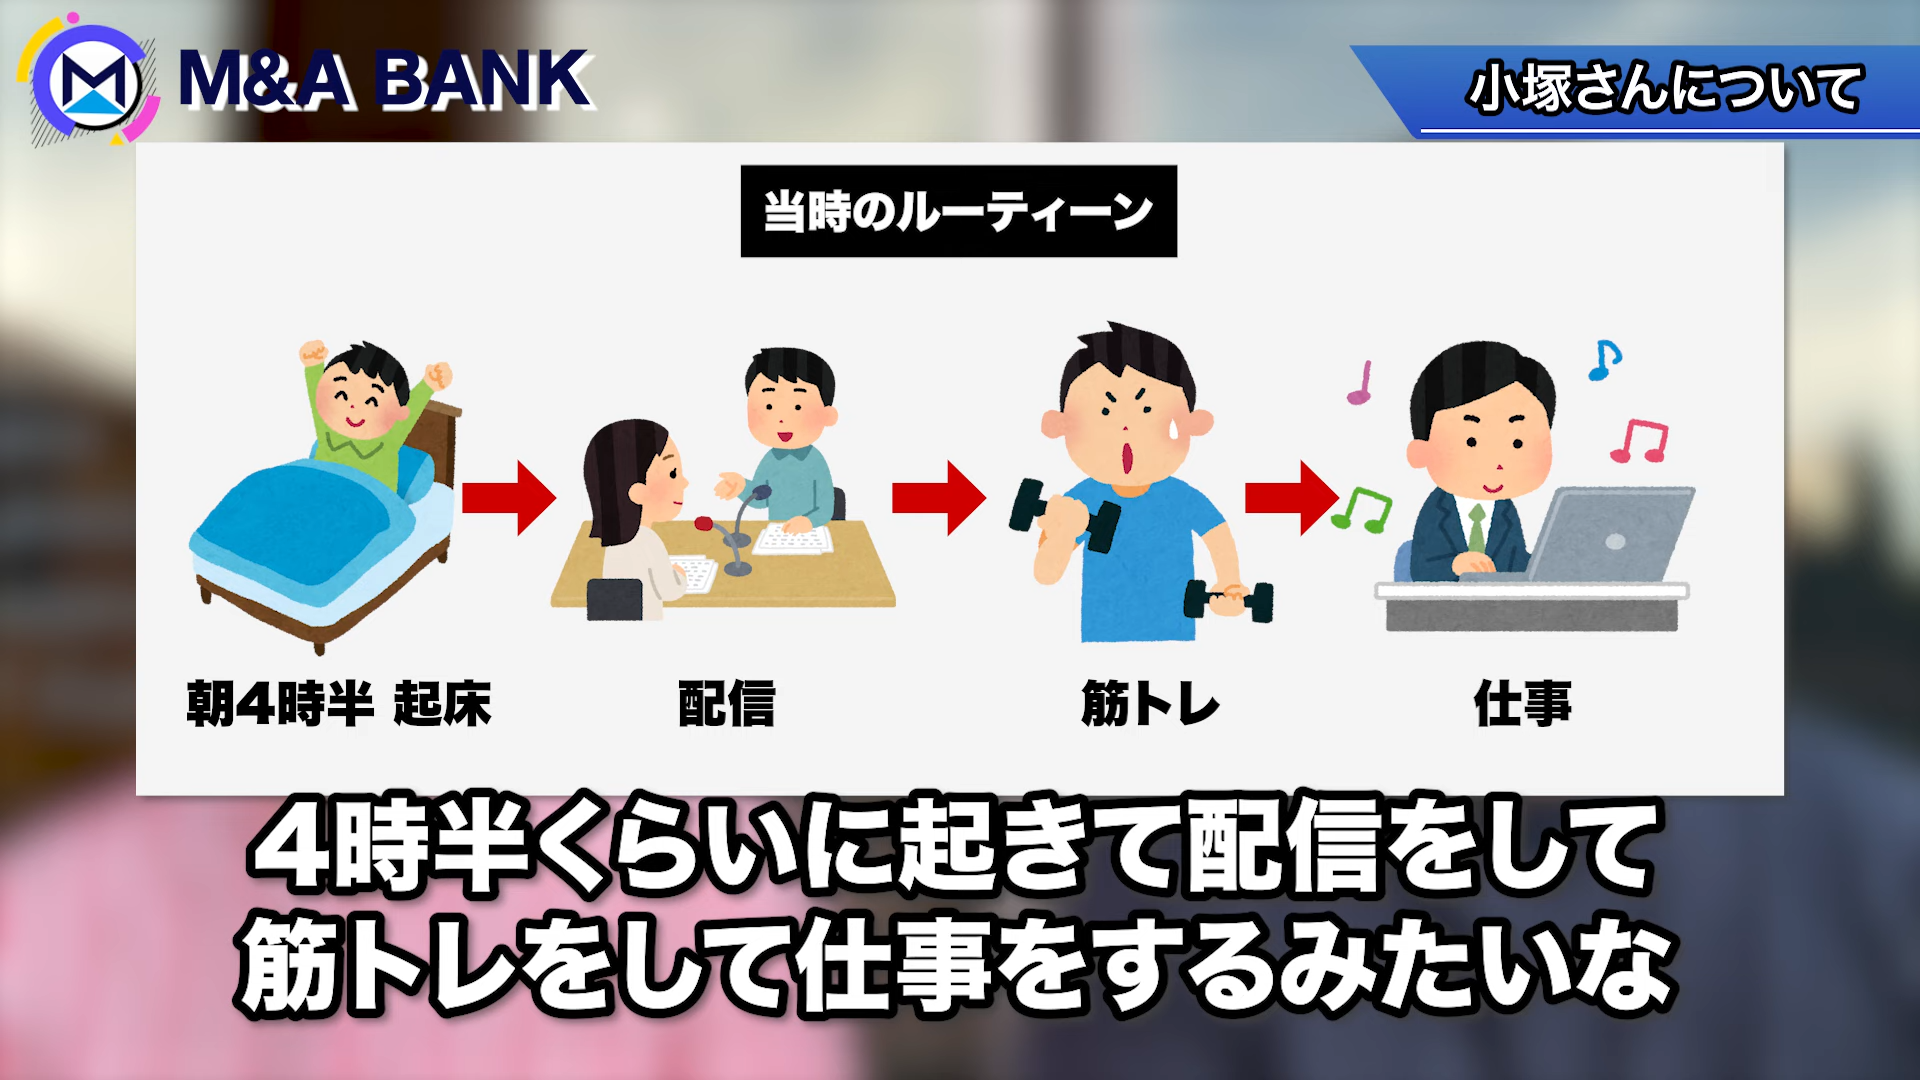 M&A BANK
小塚さんについて
当時のルーティーン
朝4時半 起床
配信
筋トレ
仕事
4時半くらいに起きて配信をして
筋トレをして仕事をするみたいな